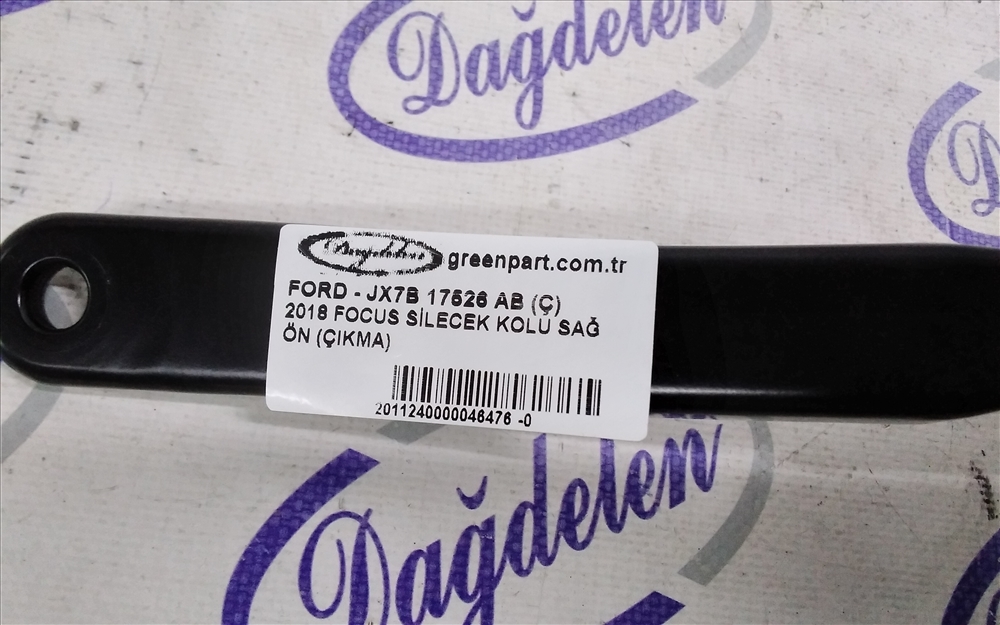 Dağdelen
Dağdelen greenpart.com.tr
FORD - JX7B 17526 AB (Ç)
2018 FOCUS SİLECEK KOLU SAĞ
ÖN (ÇIKMA)
2011240000046476 -0
Dağdelen